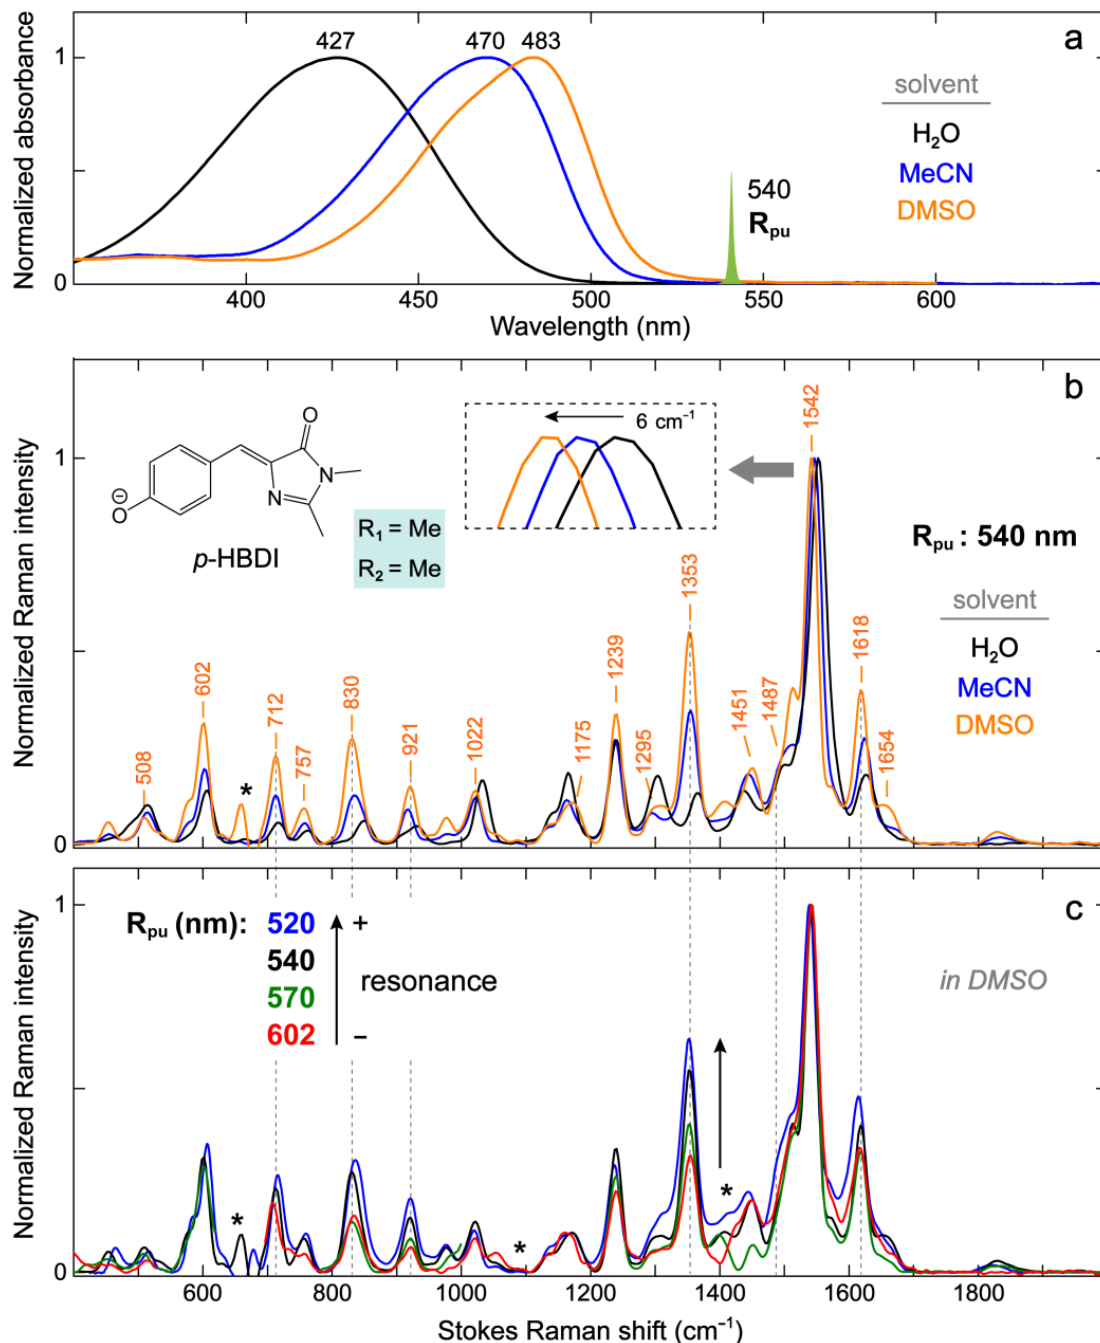 a
427
470
483
1
0
Normalized absorbance
solvent
H₂O
MeCN
DMSO
540
Rₚᵤ
400
450
500
550
600
Wavelength (nm)
b
1542
6 cm⁻¹
O
N
N
⊖
O
p-HBDI
R₁ = Me
R₂ = Me
Rₚᵤ : 540 nm
solvent
H₂O
MeCN
DMSO
1
0
Normalized Raman intensity
508
602
*
712
757
830
921
1022
1175
1239
1295
1353
1451
1487
1618
1654
c
Rₚᵤ (nm):
520
+
540
resonance
570
602
–
in DMSO
1
0
Normalized Raman intensity
*
*
*
600
800
1000
1200
1400
1600
1800
Stokes Raman shift (cm⁻¹)